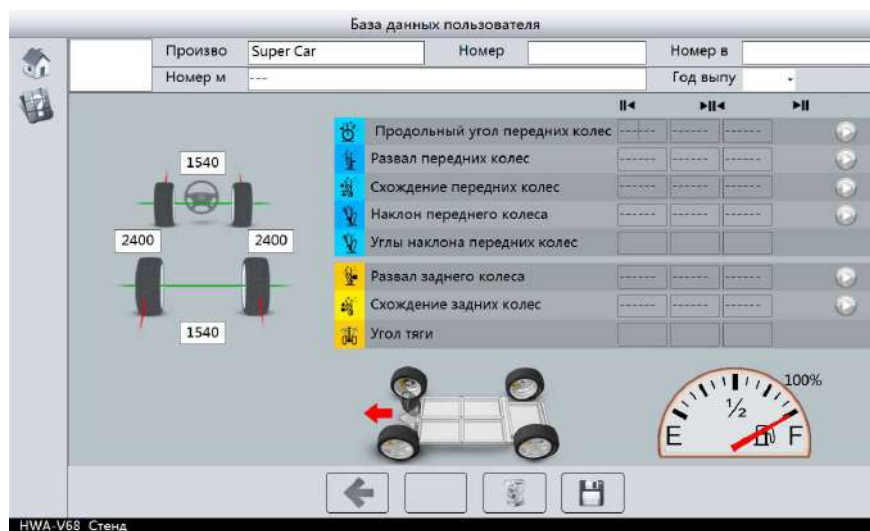 База данных пользователя
Произво Super Car Номер Номер в
Номер м --- Год выпу
Продольный угол передних колес ------ ------ ------
1540 Развал передних колес ------ ------ ------
Схождение передних колес ------ ------ ------
Наклон переднего колеса ------ ------ ------
2400 2400 Углы наклона передних колес
Развал заднего колеса ------ ------ ------
Схождение задних колес ------ ------ ------
1540 Угол тяги
100%
1/2
E F
HWA-V68 Стенд